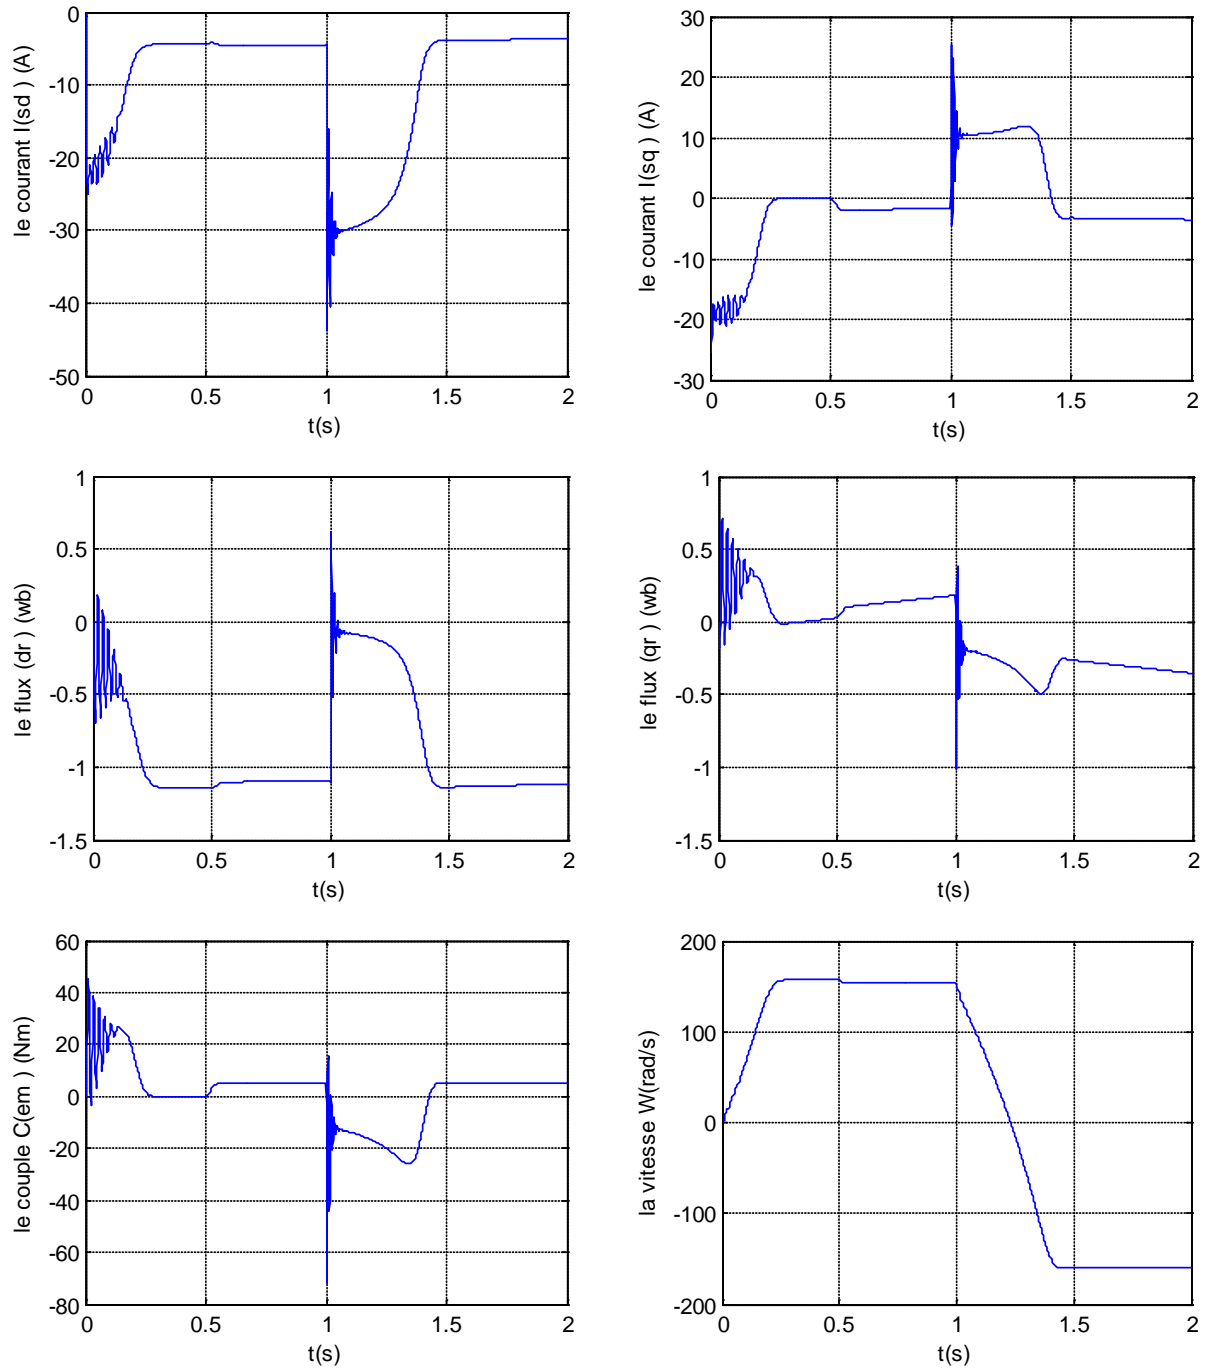 le courant I(sd ) (A)
0
-10
-20
-30
-40
-50
0 0.5 1 1.5 2
t(s)
le courant I(sq ) (A)
30
20
10
0
-10
-20
-30
0 0.5 1 1.5 2
t(s)
le flux (dr ) (wb)
1
0.5
0
-0.5
-1
-1.5
0 0.5 1 1.5 2
t(s)
le flux (qr ) (wb)
1
0.5
0
-0.5
-1
-1.5
0 0.5 1 1.5 2
t(s)
le couple C(em ) (Nm)
60
40
20
0
-20
-40
-60
-80
0 0.5 1 1.5 2
t(s)
la vitesse W(rad/s)
200
100
0
-100
-200
0 0.5 1 1.5 2
t(s)